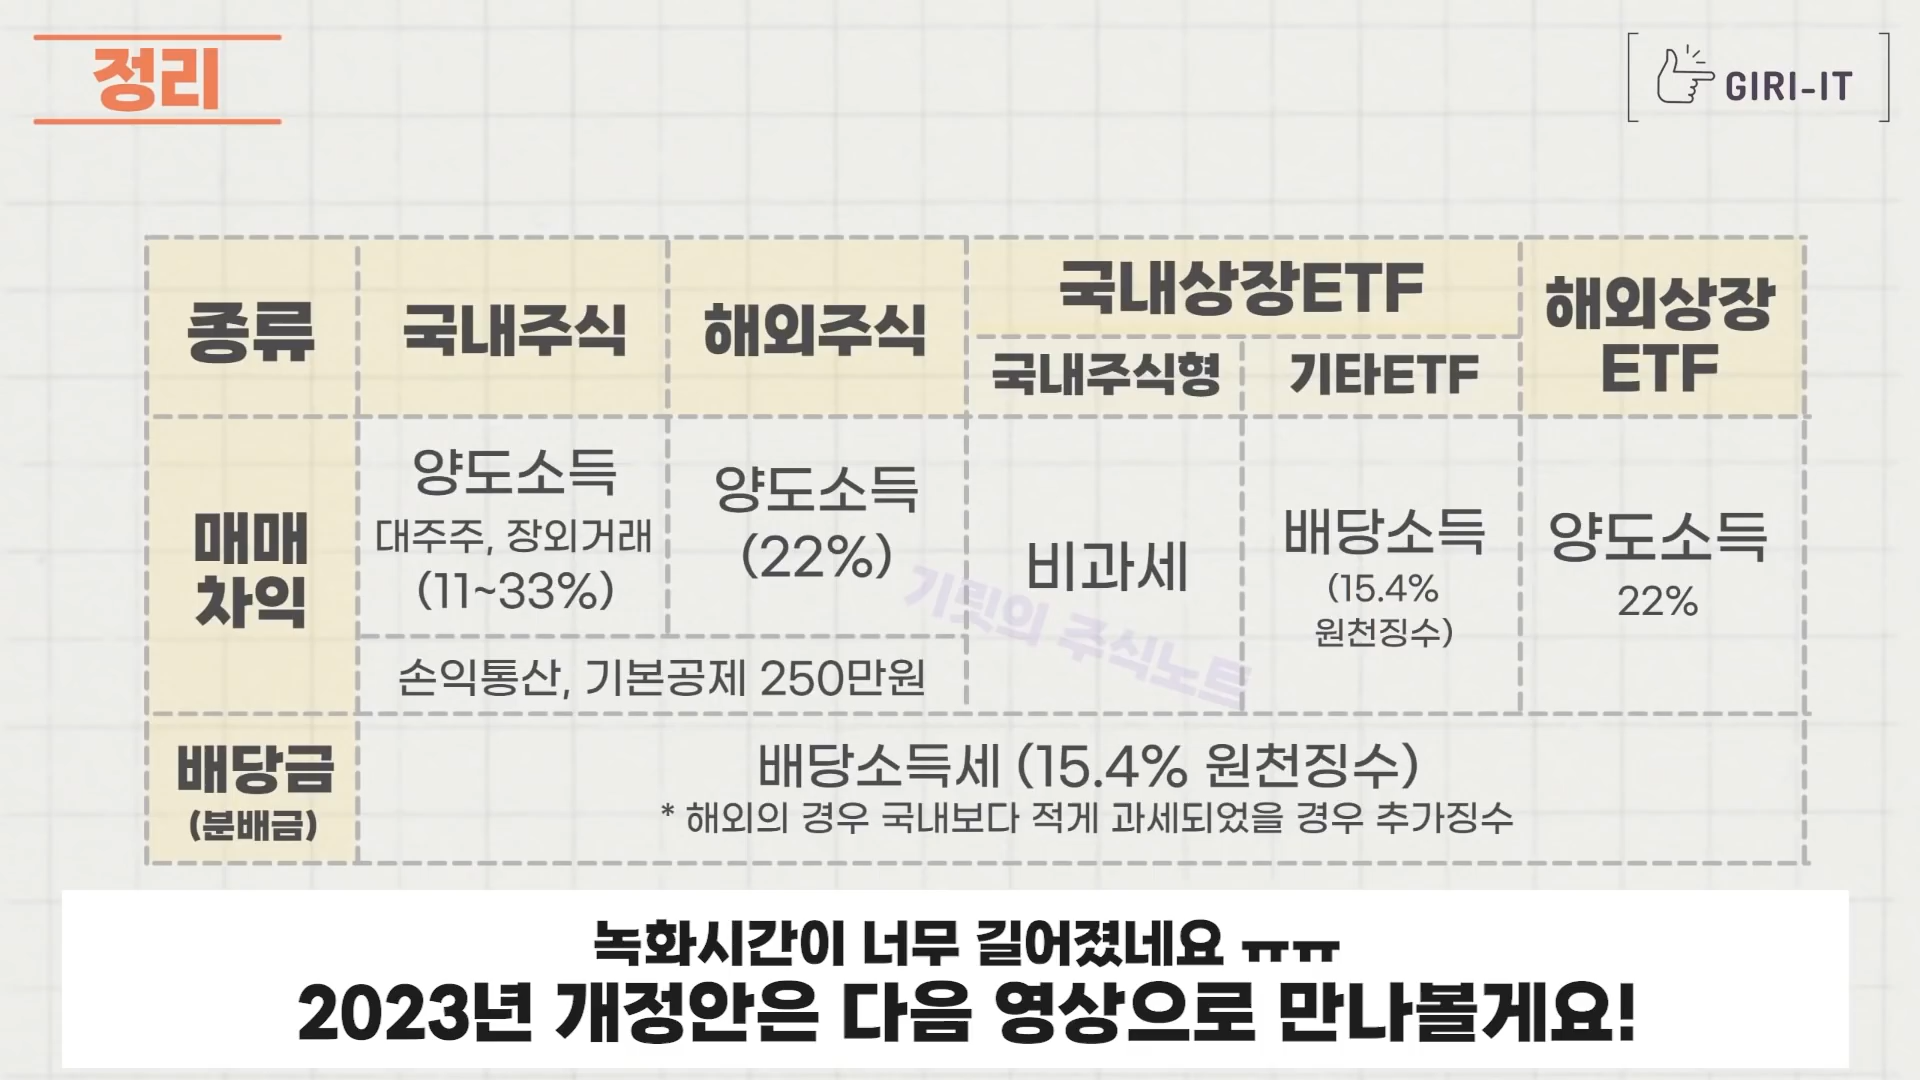 정리
GIRI-IT
종류
국내주식
해외주식
국내상장ETF
국내주식형
기타ETF
해외상장
ETF
매매
차익
양도소득
대주주, 장외거래
(11~33%)
양도소득
(22%)
손익통산, 기본공제 250만원
비과세
배당소득
(15.4%
원천징수)
양도소득
22%
기릿의 주식노트
배당금
(분배금)
배당소득세 (15.4% 원천징수)
* 해외의 경우 국내보다 적게 과세되었을 경우 추가징수
녹화시간이 너무 길어졌네요 ㅠㅠ
2023년 개정안은 다음 영상으로 만나볼게요!